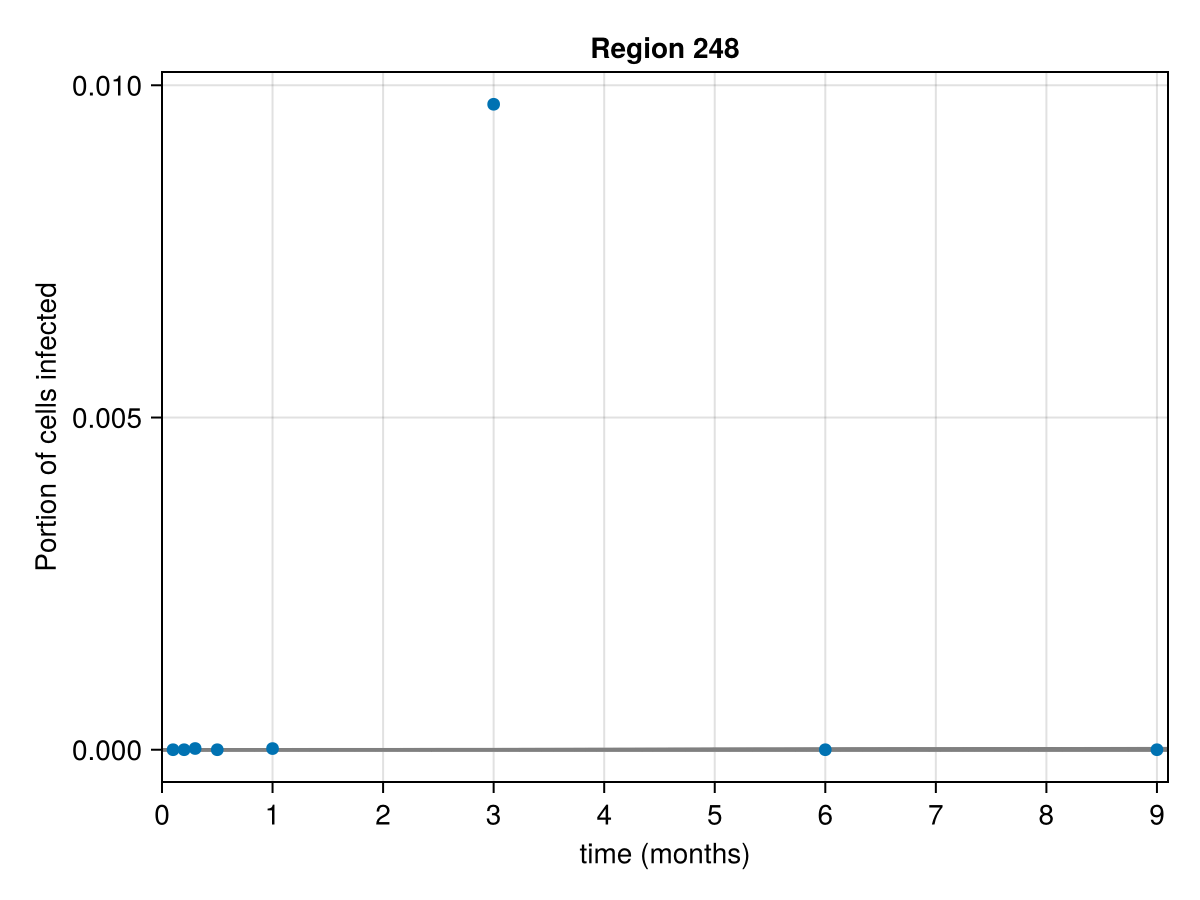 Region 248
0.010
0.005
0.000
Portion of cells infected
0 1 2 3 4 5 6 7 8 9
time (months)